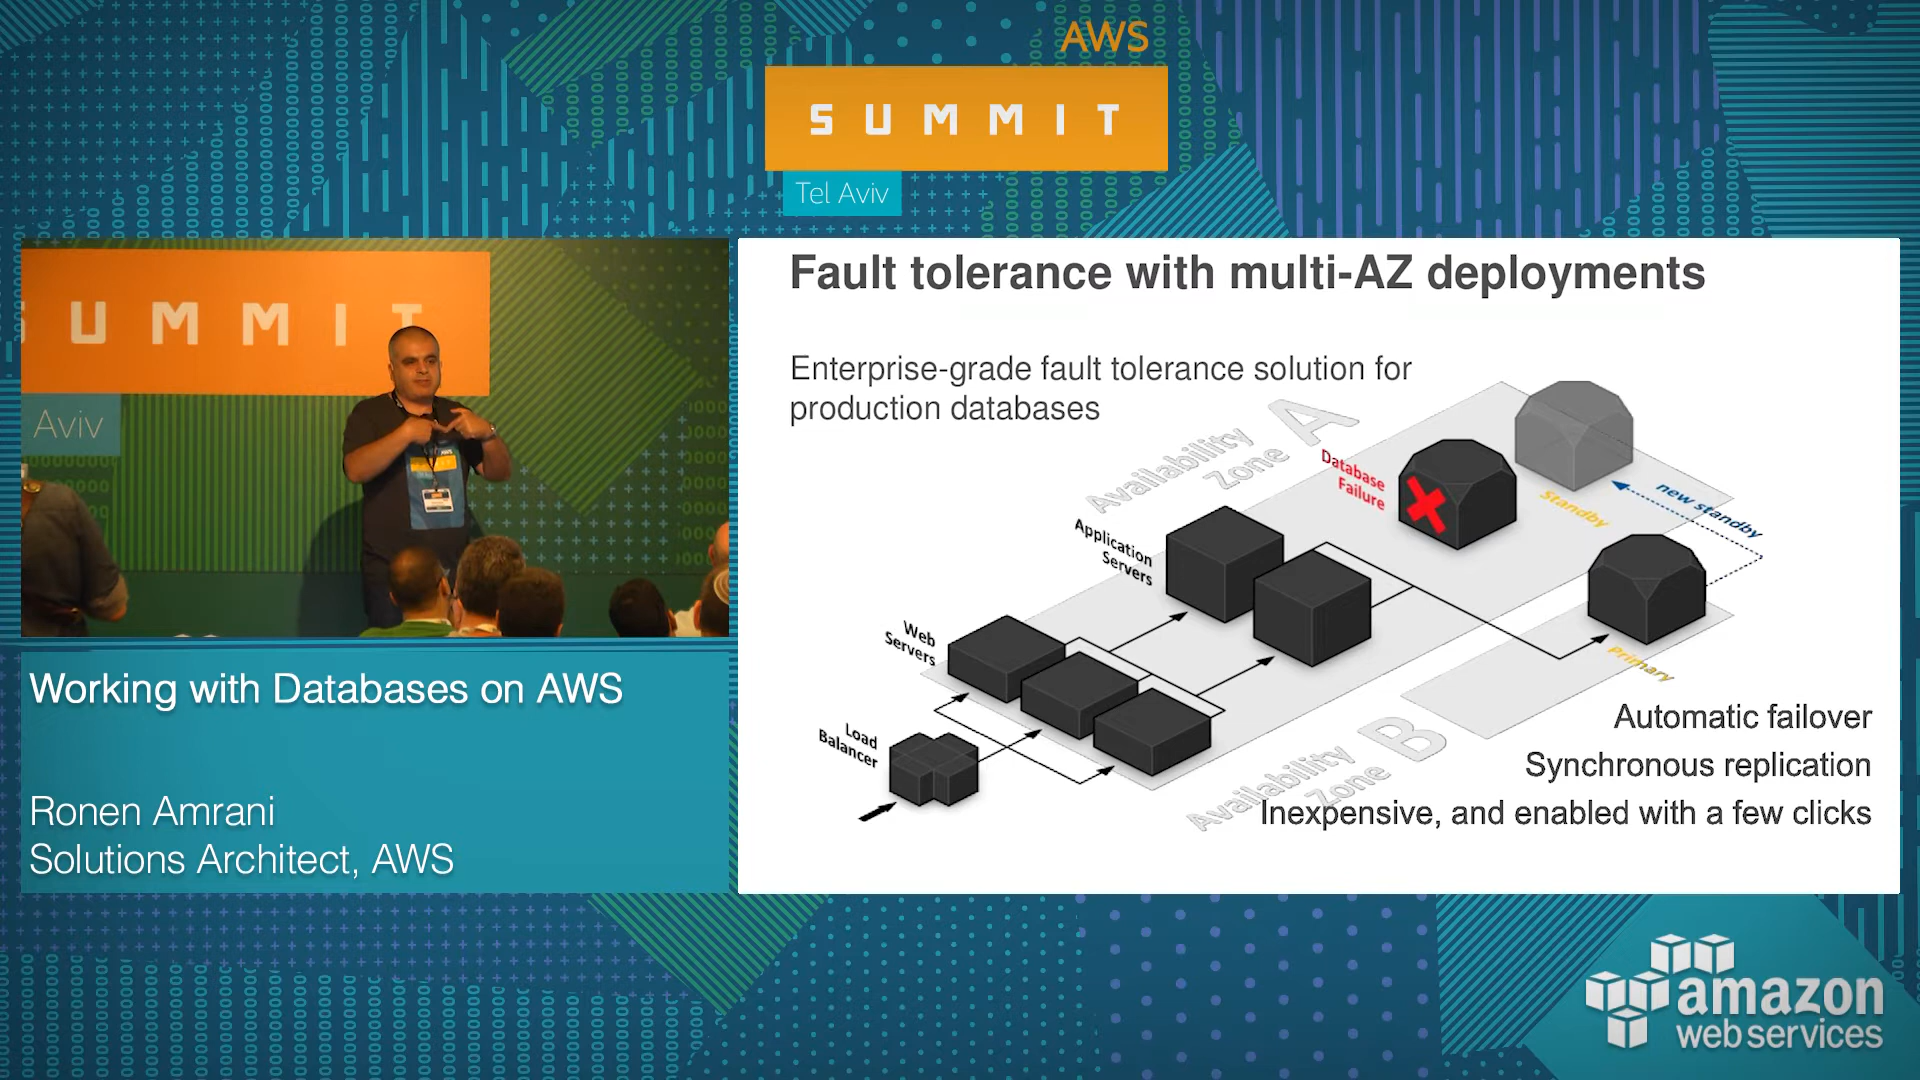 AWS
SUMMIT
Tel Aviv
UMMIT
Aviv
Working with Databases on AWS
Ronen Amrani
Solutions Architect, AWS
Fault tolerance with multi-AZ deployments
Enterprise-grade fault tolerance solution for
production databases
Availability
Zone
A
Database
Failure
Standby
new standby
Application
Servers
Primary
Web
Servers
Load
Balancer
Availability
Zone
B
Automatic failover
Synchronous replication
Inexpensive, and enabled with a few clicks
amazon
web services